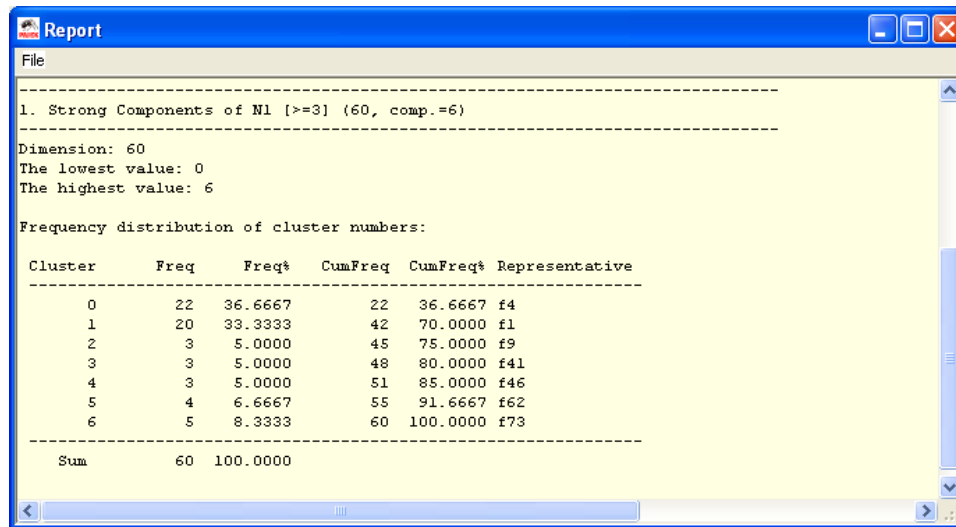 Report
File
-------------------------------------------------------------------------------
1. Strong Components of N1 [>=3] (60, comp.=6)
-------------------------------------------------------------------------------
Dimension: 60
The lowest value: 0
The highest value: 6
Frequency distribution of cluster numbers:
Cluster Freq Freq% CumFreq CumFreq% Representative
----------------------------------------------------------------
0 22 36.6667 22 36.6667 f4
1 20 33.3333 42 70.0000 f1
2 3 5.0000 45 75.0000 f9
3 3 5.0000 48 80.0000 f41
4 3 5.0000 51 85.0000 f46
5 4 6.6667 55 91.6667 f62
6 5 8.3333 60 100.0000 f73
----------------------------------------------------------------
Sum 60 100.0000